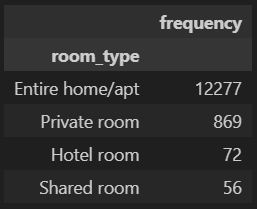 frequency
room_type
Entire home/apt 12277
Private room 869
Hotel room 72
Shared room 56